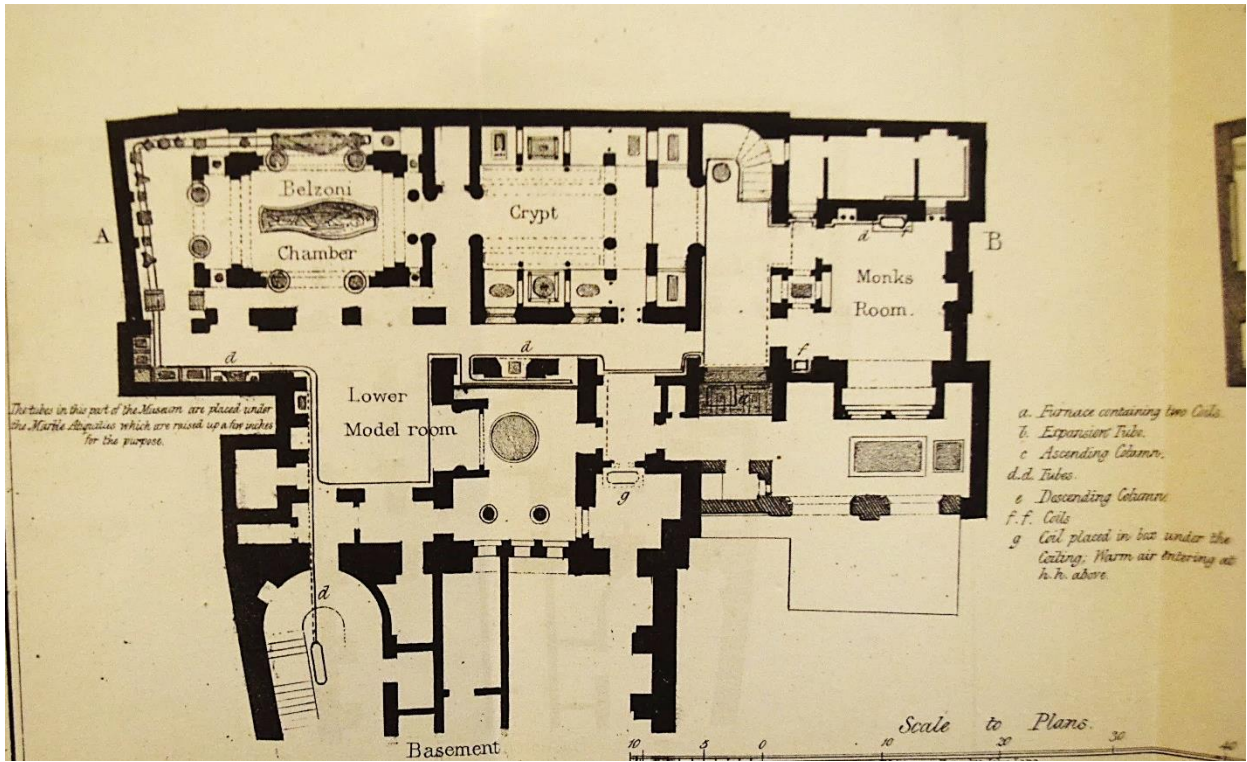 Belzoni
Chamber
Crypt
A
B
d
f
Monks
Room.
d
d
f
Lower
Model room
The tubes in this part of the Museum are placed under
the Marble Antiquities which are raised up a few inches
for the purpose.
g
d
a. Furnace containing two Coils.
b. Expansion Tube.
c Ascending Column.
d.d. Tubes.
e Descending Column
f.f. Coils
g Coil placed in box under the
Ceiling; Warm air entering at
h.h. above.
Basement
Scale to Plans.
10 5 0 10 20 30 40